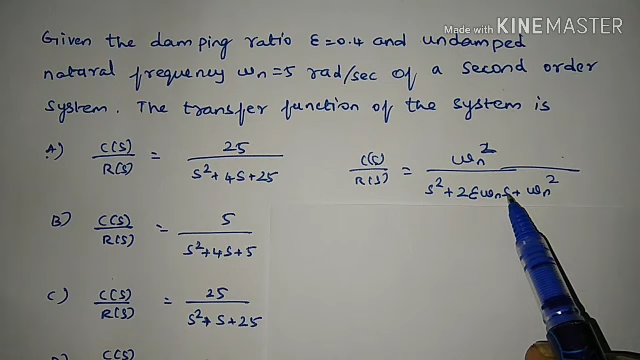 Made with KINEMASTER
Given the damping ratio ε=0.4 and undamped
natural frequency ωn=5 rad/sec of a second order
system. The transfer function of the system is
A) C(S)/R(S) = 25/(s²+4s+25)
C(S)/R(S) = ωn²/(s²+2εωns+ωn²)
B) C(S)/R(S) = 5/(s²+4s+5)
C) C(S)/R(S) = 25/(s²+s+25)
C(S)